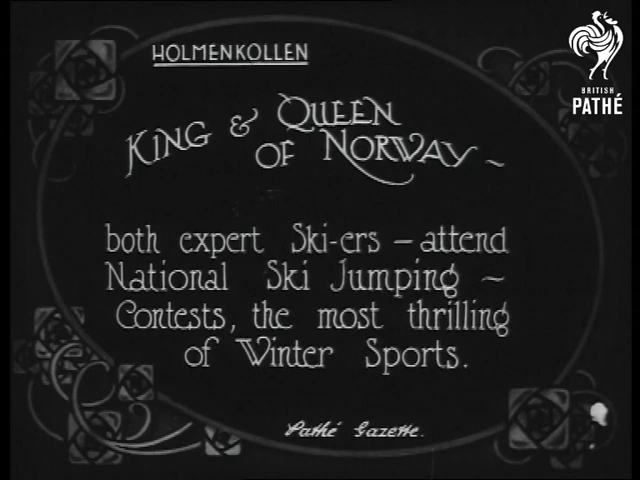 HOLMENKOLLEN
BRITISH
PATHÉ
KING & QUEEN
OF NORWAY ~
both expert Ski-ers — attend
National Ski Jumping ~
Contests, the most thrilling
of Winter Sports.
Pathé Gazette.